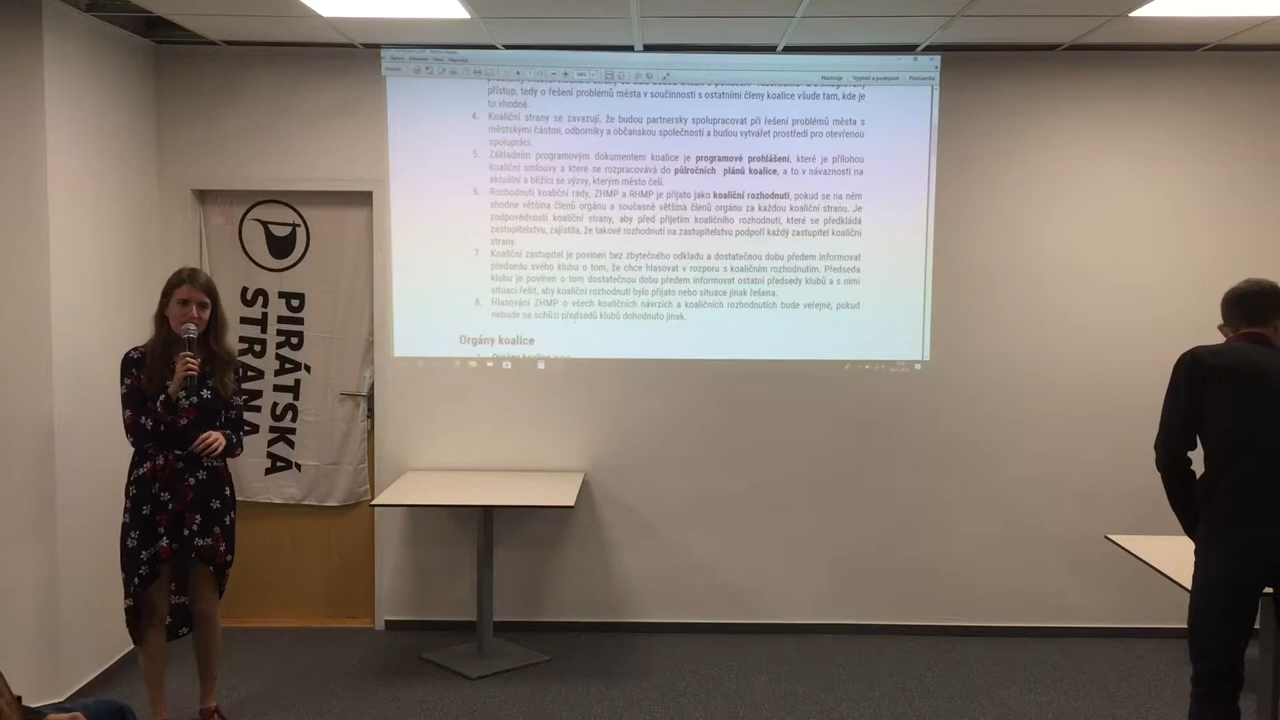 Nástroje Vyplnit a podepsat Poznámka
přístup, tedy o řešení problémů města v součinnosti s ostatními členy koalice všude tam, kde je
to vhodné.
4. Koaliční strany se zavazují, že budou partnersky spolupracovat při řešení problémů města s
městskými částmi, odborníky a občanskou společností a budou vytvářet prostředí pro otevřenou
spolupráci.
5. Základním programovým dokumentem koalice je programové prohlášení, které je přílohou
koaliční smlouvy a které se rozpracovává do půlročních plánů koalice, a to v návaznosti na
aktuální a blížící se výzvy, kterým město čelí.
6. Rozhodnutí koaliční rady, ZHMP a RHMP je přijato jako koaliční rozhodnutí, pokud se na něm
shodne většina členů orgánu a současně většina členů orgánu za každou koaliční stranu. Je
zodpovědností koaliční strany, aby před přijetím koaličního rozhodnutí, které se předkládá
zastupitelstvu, zajistila, že takové rozhodnutí na zastupitelstvu podpoří každý zastupitel koaliční
strany.
7. Koaliční zastupitel je povinen bez zbytečného odkladu a dostatečnou dobu předem informovat
předsedu svého klubu o tom, že chce hlasovat v rozporu s koaličním rozhodnutím. Předseda
klubu je povinen o tom dostatečnou dobu předem informovat ostatní předsedy klubů a s nimi
situaci řešit, aby koaliční rozhodnutí bylo přijato nebo situace jinak řešena.
8. Hlasování ZHMP o všech koaličních návrzích a koaličních rozhodnutích bude veřejné, pokud
nebude na schůzi předsedů klubů dohodnuto jinak.
Orgány koalice
PIRÁTSKÁ
STRANA